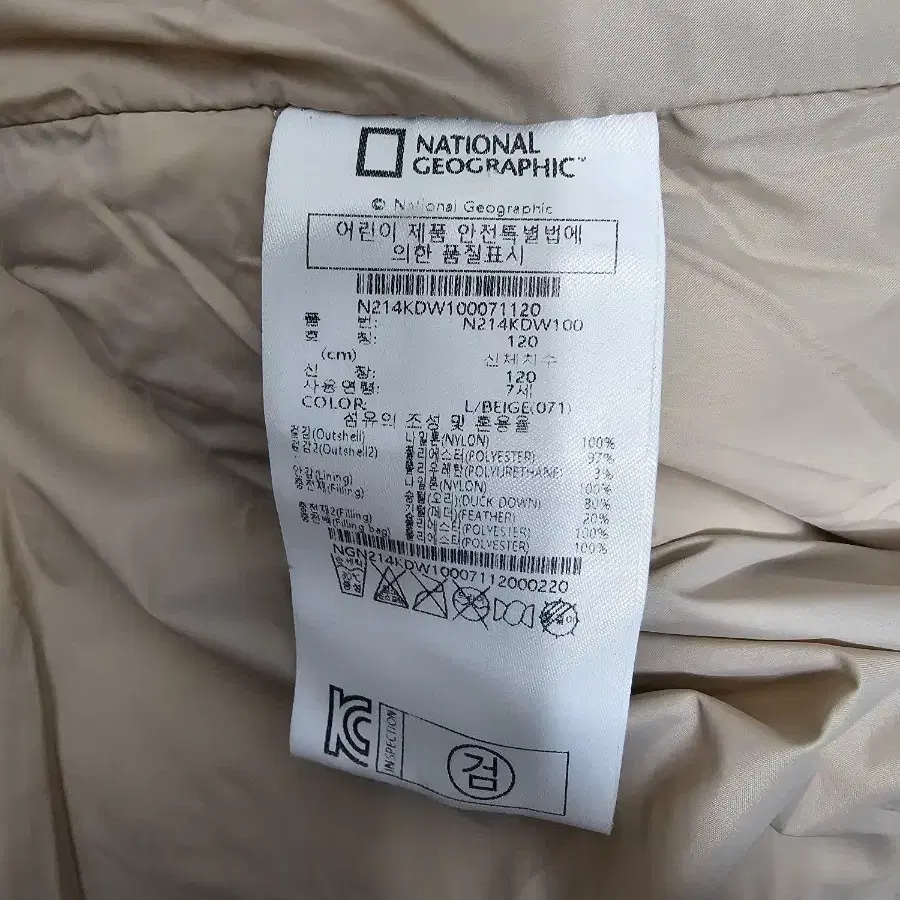 NATIONAL
GEOGRAPHIC™
© National Geographic
어린이 제품 안전특별법에
의한 품질표시
N214KDW100071120
품 번: N214KDW100
호 칭: 120
(cm) 신체치수
신 장: 120
사용연령: 7세
COLOR: L/BEIGE(071)
섬유의 조성 및 혼용율
겉감(Outshell) 나일론(NYLON) 100%
겉감2(Outshell2) 폴리에스터(POLYESTER) 97%
폴리우레탄(POLYURETHANE) 3%
안감(Lining) 나일론(NYLON) 100%
충전재(Filling) 솜털(오리)(DUCK DOWN) 80%
깃털(페더)(FEATHER) 20%
충전재2(Filling) 폴리에스터(POLYESTER) 100%
충전백(Filling bag) 폴리에스터(POLYESTER) 100%
NGN214KDW10007112000220
KC
INSPECTION
검